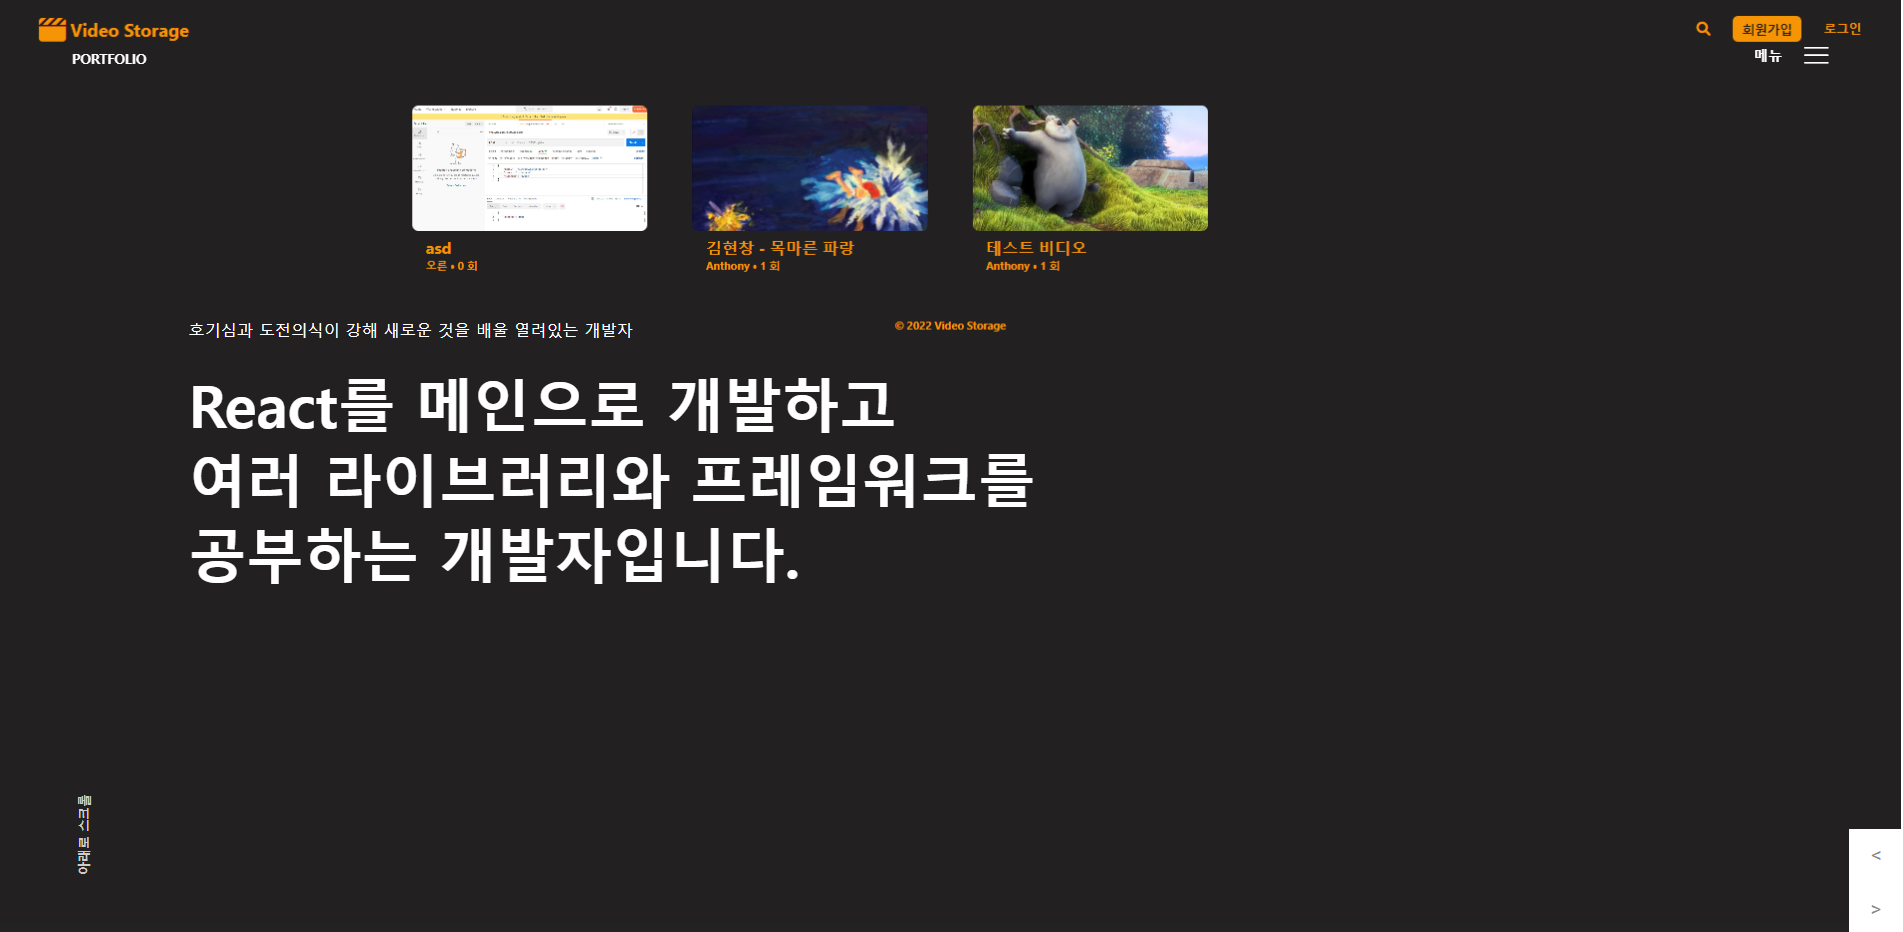 Video Storage
회원가입
로그인
PORTFOLIO
메뉴
asd
오른 • 0 회
김현창 - 목마른 파랑
Anthony • 1 회
테스트 비디오
Anthony • 1 회
호기심과 도전의식이 강해 새로운 것을 배울 열려있는 개발자
© 2022 Video Storage
React를 메인으로 개발하고
여러 라이브러리와 프레임워크를
공부하는 개발자입니다.
아래로 스크롤
<
>